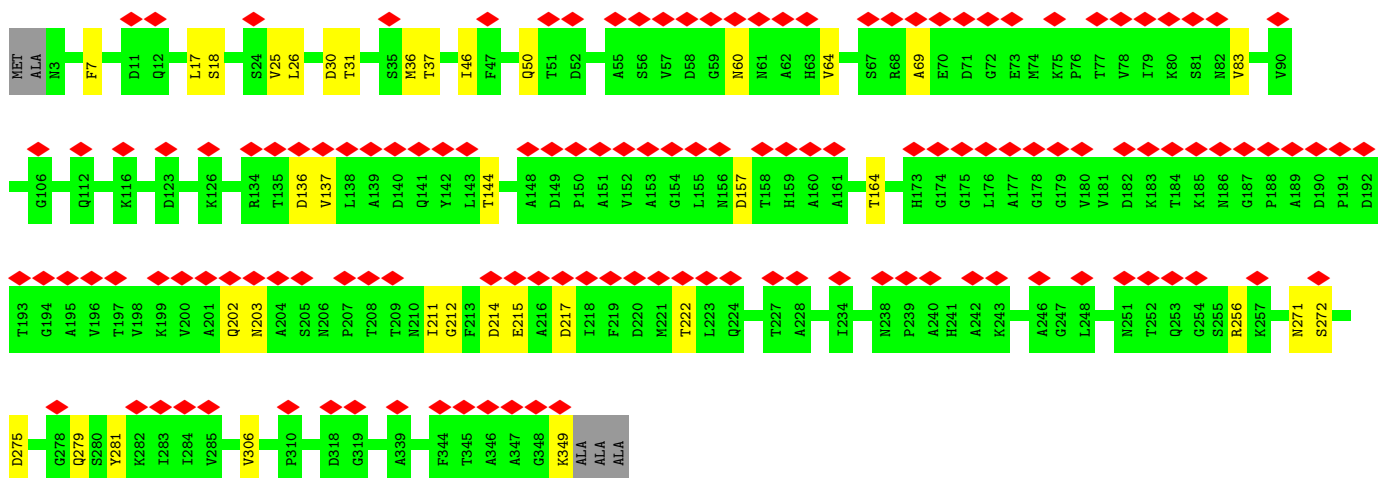 MET ALA N3 F7 D11 Q12 L17 S18 S24 V25 L26 D30 T31 S35 M36 T37 I46 F47 Q50 T51 D52 A55 S56 V57 D58 G59 N60 N61 A62 H63 V64 S67 R68 A69 E70 D71 G72 E73 M74 K75 P76 T77 V78 I79 K80 S81 N82 V83 V90
G106 Q112 K116 D123 K126 R134 T135 D136 V137 L138 A139 D140 Q141 Y142 L143 T144 A148 D149 P150 A151 V152 A153 G154 L155 N156 D157 T158 H159 A160 A161 T164 H173 G174 G175 L176 A177 G178 G179 V180 V181 D182 K183 T184 K185 N186 G187 P188 A189 D190 P191 D192
T193 G194 A195 V196 T197 V198 K199 V200 A201 Q202 N203 A204 S205 N206 P207 T208 T209 N210 I211 G212 F213 D214 E215 A216 D217 I218 F219 D220 M221 T222 L223 Q224 T227 A228 I234 N238 P239 A240 H241 A242 K243 A246 G247 L248 N251 T252 Q253 G254 S255 R256 K257 N271 S272
D275 G278 Q279 S280 Y281 K282 I283 I284 V285 V306 P310 D318 G319 A339 F344 T345 A346 A347 G348 K349 ALA ALA ALA